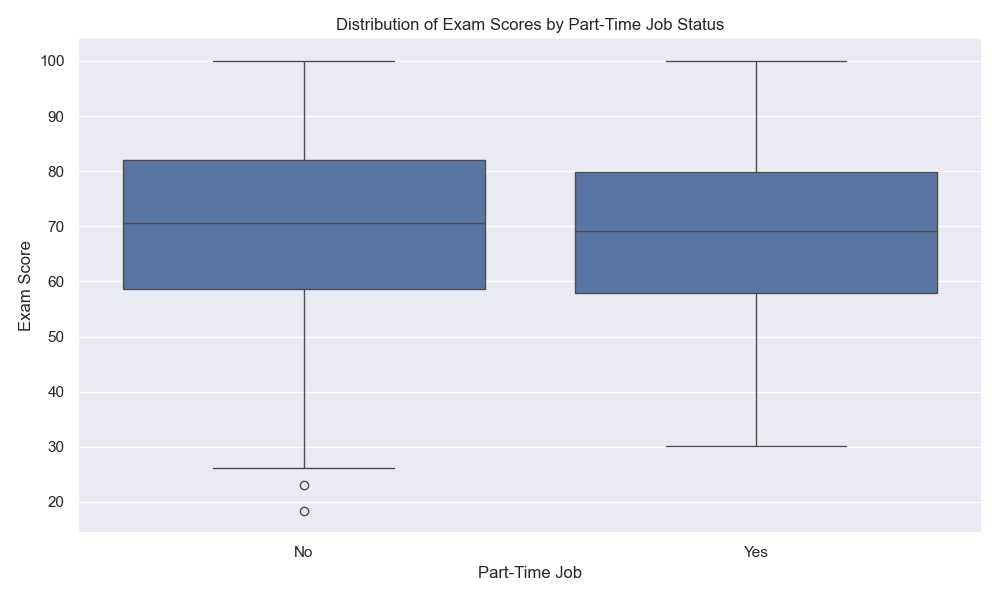 Distribution of Exam Scores by Part-Time Job Status
100
90
80
70
60
50
40
30
20
Exam Score
No
Yes
Part-Time Job